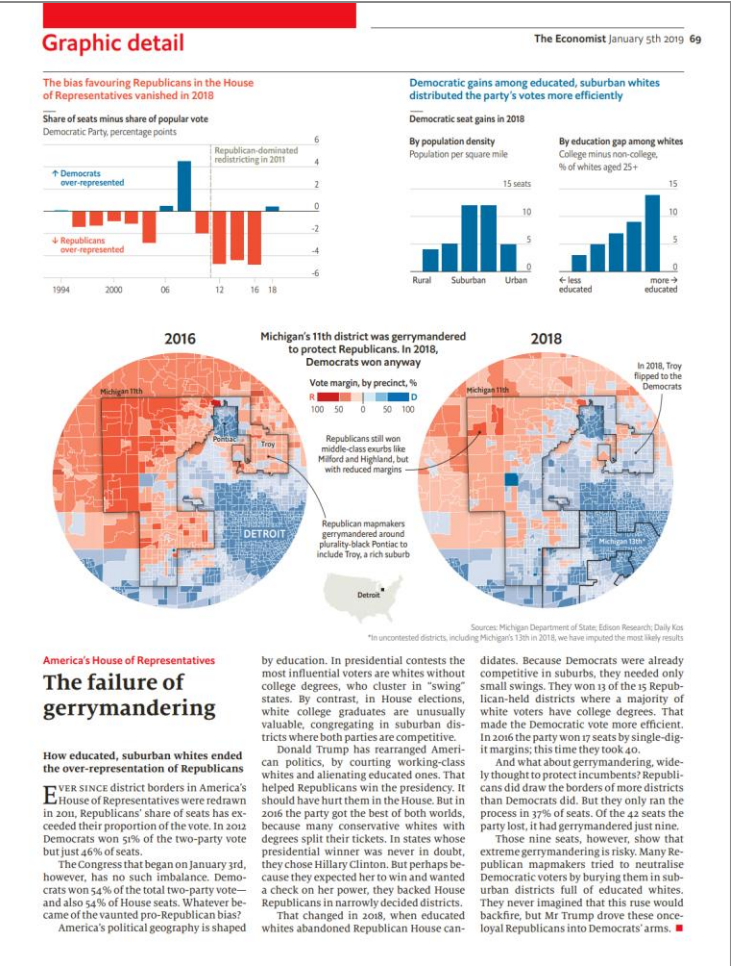 Graphic detail
The Economist January 5th 2019 69
The bias favouring Republicans in the House
of Representatives vanished in 2018
Share of seats minus share of popular vote
Democratic Party, percentage points
6
Republican-dominated
redistricting in 2011
4
↑ Democrats
over-represented
2
0
-2
↓ Republicans
over-represented
-4
-6
1994 2000 06 12 16 18
Democratic gains among educated, suburban whites
distributed the party's votes more efficiently
Democratic seat gains in 2018
By population density
Population per square mile
15 seats
10
5
0
Rural Suburban Urban
By education gap among whites
College minus non-college,
% of whites aged 25+
15
10
5
0
← less
educated
more →
educated
2016
Michigan's 11th district was gerrymandered
to protect Republicans. In 2018,
Democrats won anyway
2018
Vote margin, by precinct, %
R D
100 50 0 50 100
Michigan 11th
Pontiac
Troy
DETROIT
Republicans still won
middle-class exurbs like
Milford and Highland, but
with reduced margins
Republican mapmakers
gerrymandered around
plurality-black Pontiac to
include Troy, a rich suburb
Detroit
Michigan 11th
In 2018, Troy
flipped to the
Democrats
Michigan 13th*
Sources: Michigan Department of State; Edison Research; Daily Kos
*In uncontested districts, including Michigan's 13th in 2018, we have imputed the most likely results
America's House of Representatives
The failure of
gerrymandering
How educated, suburban whites ended
the over-representation of Republicans
EVER SINCE district borders in America's
House of Representatives were redrawn
in 2011, Republicans' share of seats has ex-
ceeded their proportion of the vote. In 2012
Democrats won 51% of the two-party vote
but just 46% of seats.
The Congress that began on January 3rd,
however, has no such imbalance. Demo-
crats won 54% of the total two-party vote—
and also 54% of House seats. Whatever be-
came of the vaunted pro-Republican bias?
America's political geography is shaped
by education. In presidential contests the
most influential voters are whites without
college degrees, who cluster in "swing"
states. By contrast, in House elections,
white college graduates are unusually
valuable, congregating in suburban dis-
tricts where both parties are competitive.
Donald Trump has rearranged Ameri-
can politics, by courting working-class
whites and alienating educated ones. That
helped Republicans win the presidency. It
should have hurt them in the House. But in
2016 the party got the best of both worlds,
because many conservative whites with
degrees split their tickets. In states whose
presidential winner was never in doubt,
they chose Hillary Clinton. But perhaps be-
cause they expected her to win and wanted
a check on her power, they backed House
Republicans in narrowly decided districts.
That changed in 2018, when educated
whites abandoned Republican House can-
didates. Because Democrats were already
competitive in suburbs, they needed only
small swings. They won 13 of the 15 Repub-
lican-held districts where a majority of
white voters have college degrees. That
made the Democratic vote more efficient.
In 2016 the party won 17 seats by single-dig-
it margins; this time they took 40.
And what about gerrymandering, wide-
ly thought to protect incumbents? Republi-
cans did draw the borders of more districts
than Democrats did. But they only ran the
process in 37% of seats. Of the 42 seats the
party lost, it had gerrymandered just nine.
Those nine seats, however, show that
extreme gerrymandering is risky. Many Re-
publican mapmakers tried to neutralise
Democratic voters by burying them in sub-
urban districts full of educated whites.
They never imagined that this ruse would
backfire, but Mr Trump drove these once-
loyal Republicans into Democrats' arms. ■